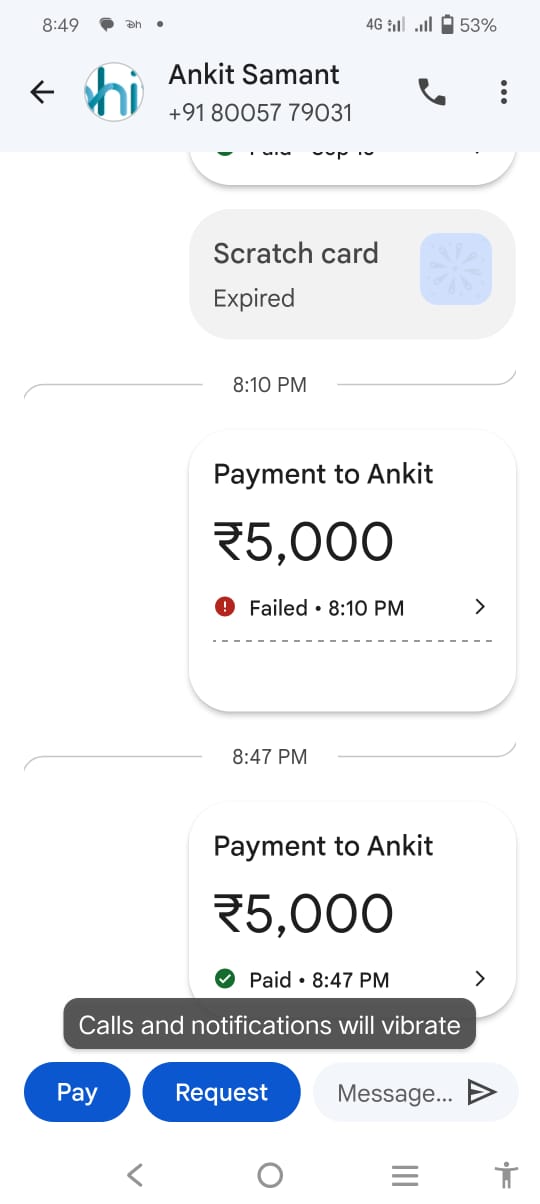 8:49
4G
53%
hi
Ankit Samant
+91 80057 79031
Scratch card
Expired
8:10 PM
Payment to Ankit
₹5,000
Failed • 8:10 PM
8:47 PM
Payment to Ankit
₹5,000
Paid • 8:47 PM
Calls and notifications will vibrate
Pay
Request
Message...